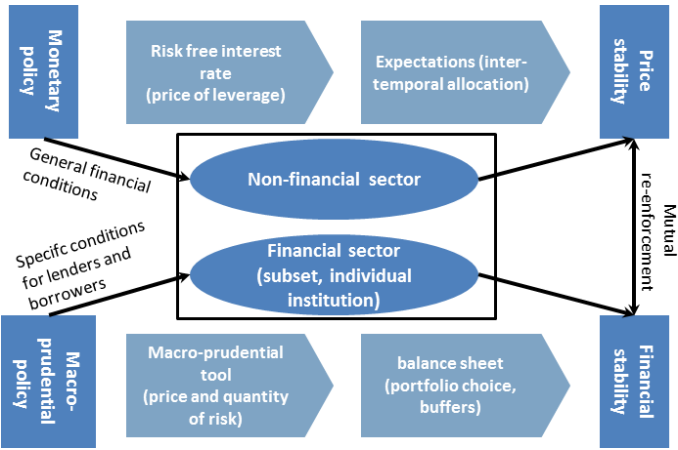 Monetary
policy
Risk free interest
rate
(price of leverage)
Expectations (inter-
temporal allocation)
Price
stability
General financial
conditions
Non-financial sector
Mutual
re-enforcement
Specifc conditions
for lenders and
borrowers
Financial sector
(subset, individual
institution)
Macro-
prudential
policy
Macro-prudential
tool
(price and quantity
of risk)
balance sheet
(portfolio choice,
buffers)
Financial
stability